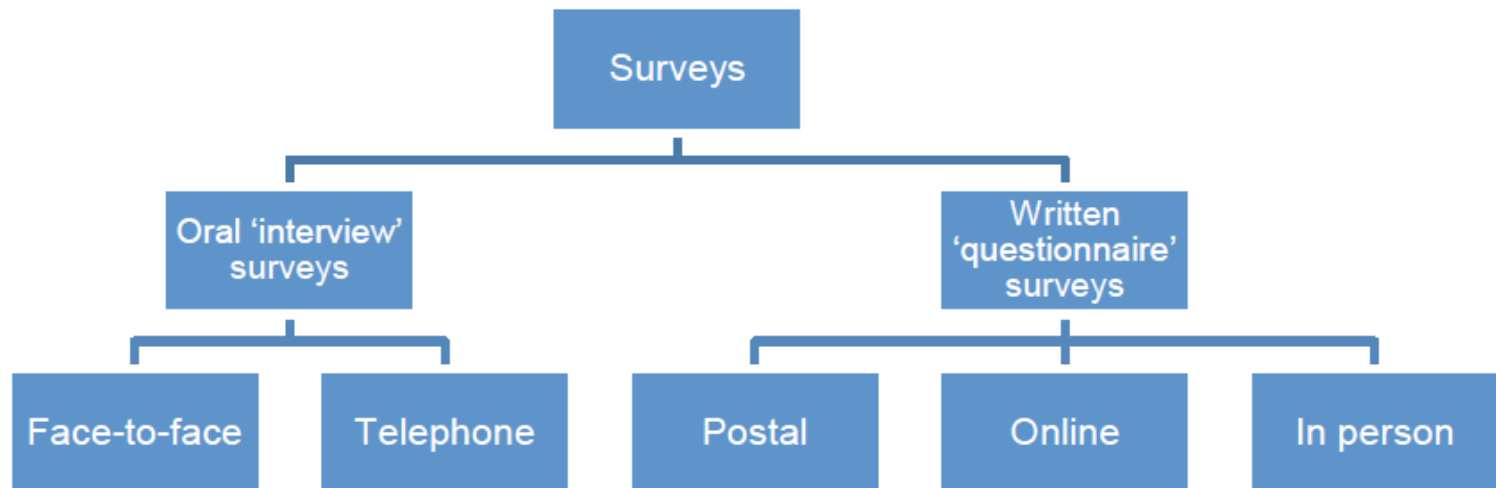 Surveys
Oral ‘interview’
surveys
Written
‘questionnaire’
surveys
Face-to-face
Telephone
Postal
Online
In person